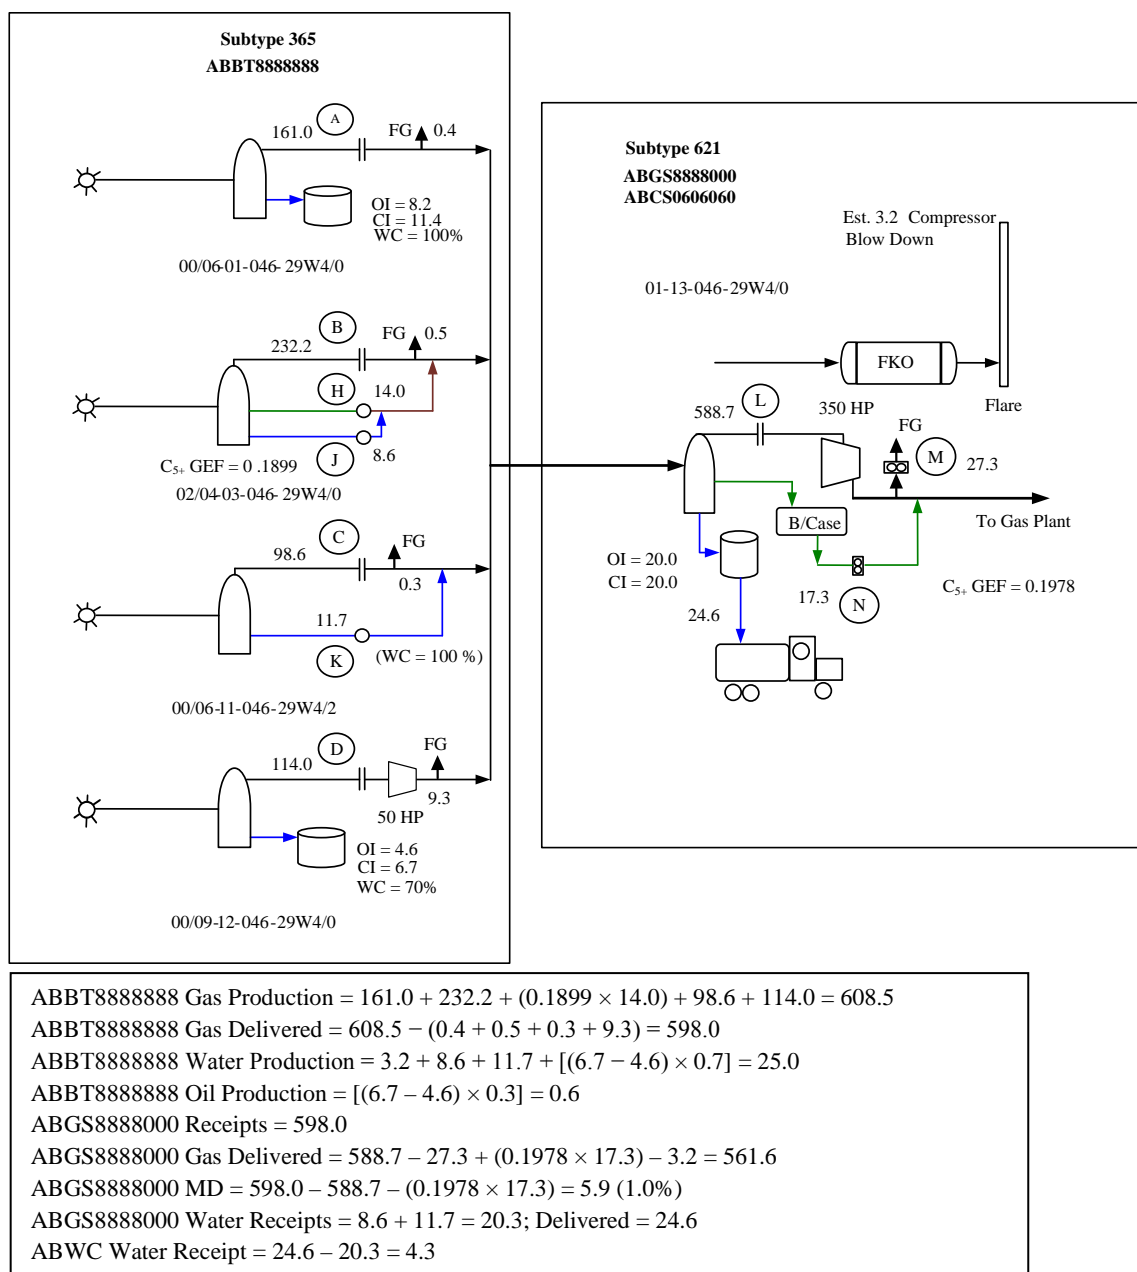 Subtype 365
ABBT8888888
A
161.0
FG
0.4
OI = 8.2
CI = 11.4
WC = 100%
00/06-01-046- 29W4/0
B
232.2
FG
0.5
H
14.0
J
8.6
C5+ GEF = 0 .1899
02/04-03-046- 29W4/0
C
98.6
FG
0.3
11.7
K
(WC = 100 %)
00/06-11-046-29W4/2
D
114.0
FG
9.3
50 HP
OI = 4.6
CI = 6.7
WC = 70%
00/09-12-046-29W4/0
Subtype 621
ABGS8888000
ABCS0606060
Est. 3.2 Compressor
Blow Down
01-13-046-29W4/0
FKO
Flare
350 HP
L
588.7
FG
M
27.3
To Gas Plant
B/Case
OI = 20.0
CI = 20.0
17.3
N
C5+ GEF = 0.1978
24.6
ABBT8888888 Gas Production = 161.0 + 232.2 + (0.1899 × 14.0) + 98.6 + 114.0 = 608.5
ABBT8888888 Gas Delivered = 608.5 − (0.4 + 0.5 + 0.3 + 9.3) = 598.0
ABBT8888888 Water Production = 3.2 + 8.6 + 11.7 + [(6.7 − 4.6) × 0.7] = 25.0
ABBT8888888 Oil Production = [(6.7 – 4.6) × 0.3] = 0.6
ABGS8888000 Receipts = 598.0
ABGS8888000 Gas Delivered = 588.7 – 27.3 + (0.1978 × 17.3) – 3.2 = 561.6
ABGS8888000 MD = 598.0 – 588.7 – (0.1978 × 17.3) = 5.9 (1.0%)
ABGS8888000 Water Receipts = 8.6 + 11.7 = 20.3; Delivered = 24.6
ABWC Water Receipt = 24.6 – 20.3 = 4.3